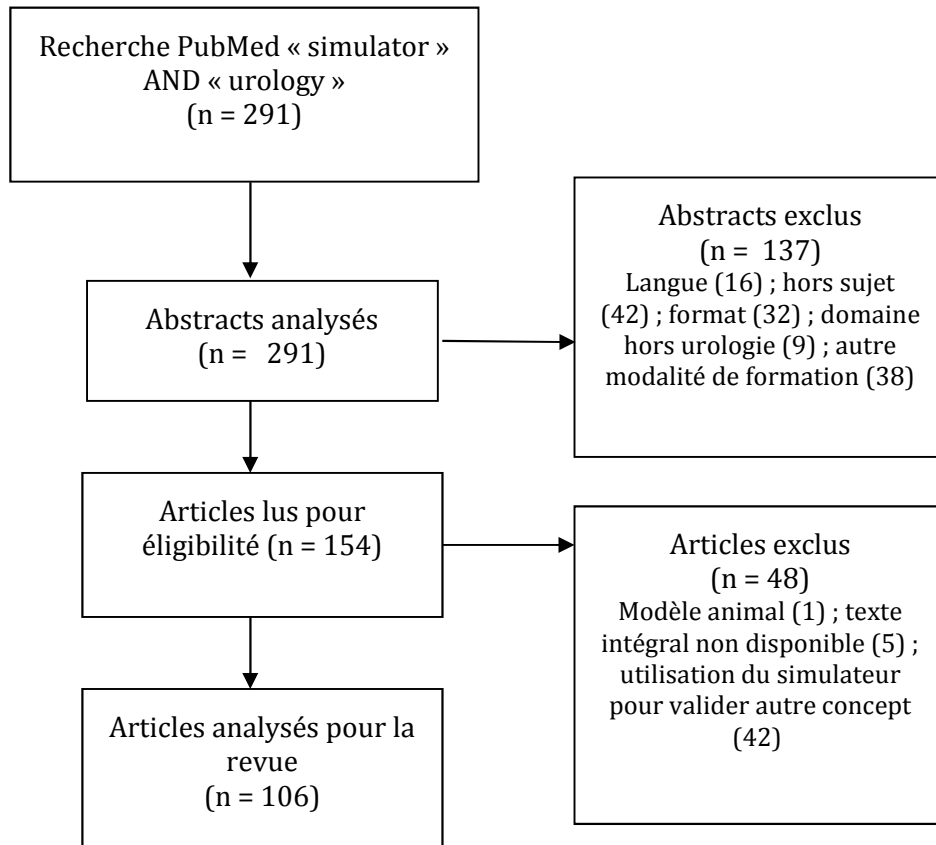 Recherche PubMed « simulator »
AND « urology »
(n = 291)
Abstracts analysés
(n = 291)
Abstracts exclus
(n = 137)
Langue (16) ; hors sujet
(42) ; format (32) ; domaine
hors urologie (9) ; autre
modalité de formation (38)
Articles lus pour
éligibilité (n = 154)
Articles exclus
(n = 48)
Modèle animal (1) ; texte
intégral non disponible (5) ;
utilisation du simulateur
pour valider autre concept
(42)
Articles analysés pour la
revue
(n = 106)